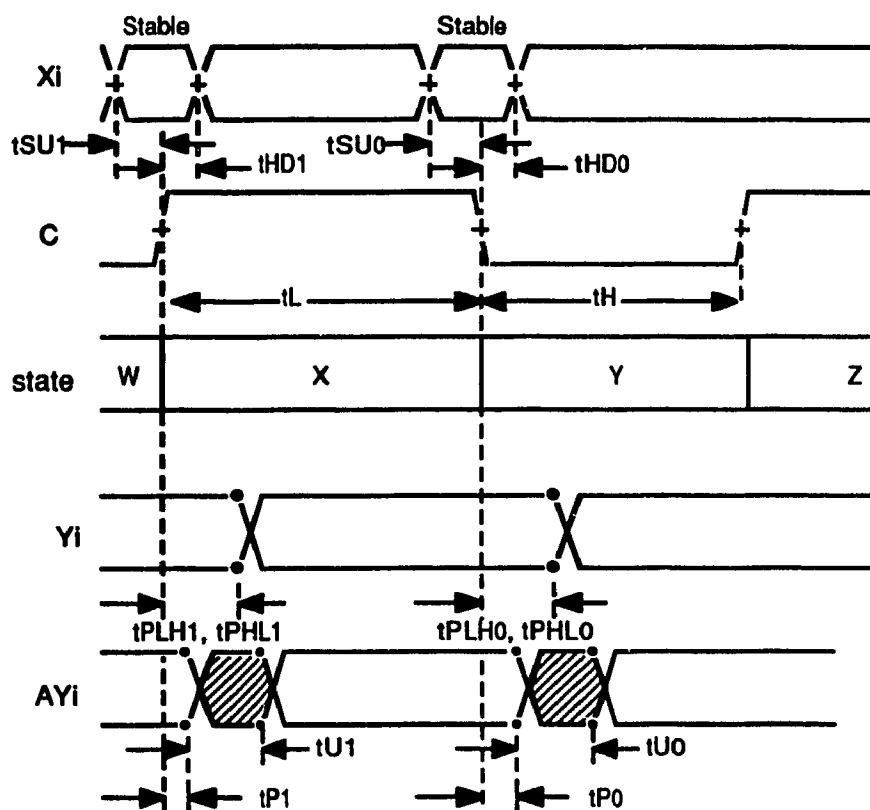 Stable Stable
Xi
tSU1 tSU0
tHD1 tHD0
C
tL tH
state W X Y Z
Yi
tPLH1, tPHL1 tPLH0, tPHL0
AYi
tU1 tU0
tP1 tP0